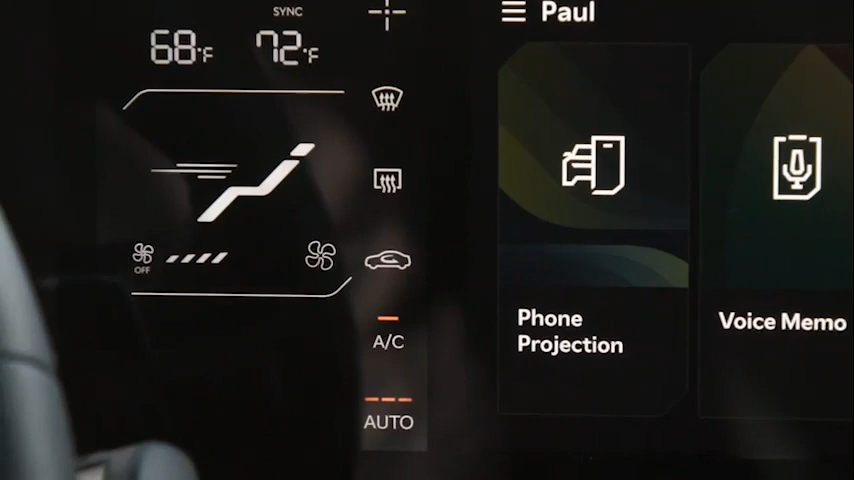 SYNC
68°F
72°F
OFF
A/C
AUTO
Paul
Phone
Projection
Voice Memo